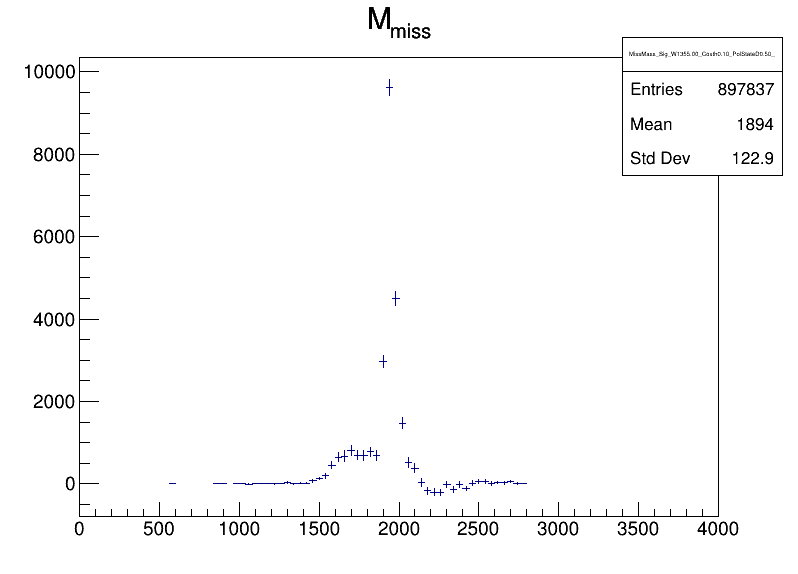 M_miss
MissMass_Sig_W1355.00_Costh0.10_PolStateD0.50_
Entries 897837
Mean 1894
Std Dev 122.9
10000
8000
6000
4000
2000
0
0 500 1000 1500 2000 2500 3000 3500 4000